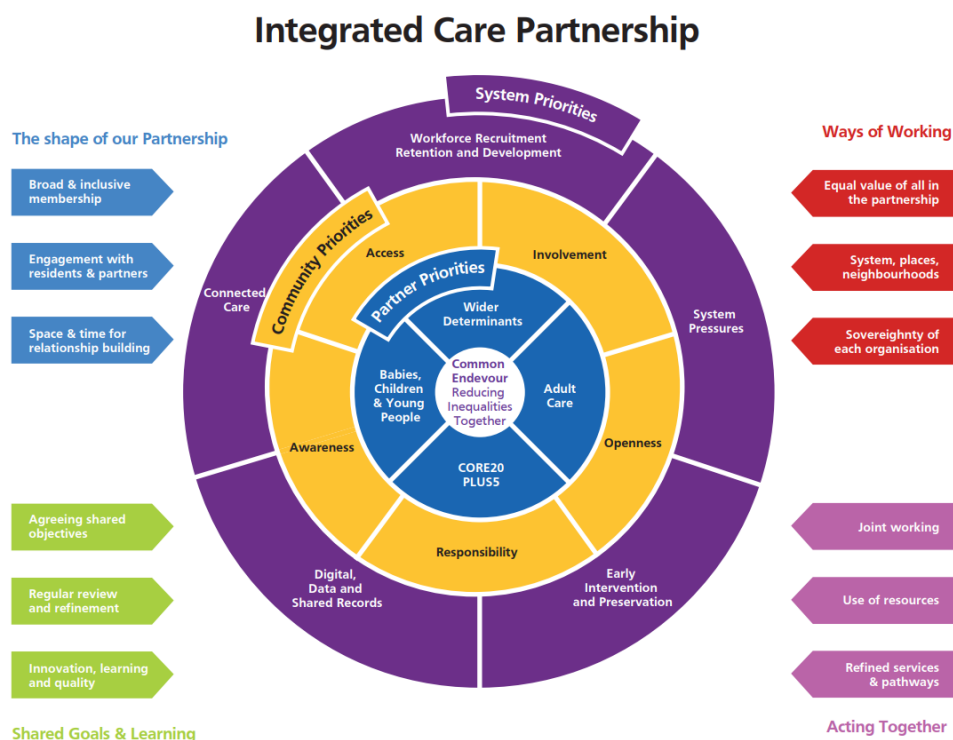 Integrated Care Partnership
The shape of our Partnership
Broad & inclusive
membership
Engagement with
residents & partners
Space & time for
relationship building
Ways of Working
Equal value of all in
the partnership
System, places,
neighbourhoods
Sovereighnty of
each organisation
System Priorities
Workforce Recruitment
Retention and Development
System
Pressures
Early
Intervention
and Preservation
Digital,
Data and
Shared Records
Connected
Care
Community Priorities
Access
Involvement
Openness
Responsibility
Awareness
Partner Priorities
Wider
Determinants
Adult
Care
CORE20
PLUS5
Babies,
Children
& Young
People
Common
Endevour
Reducing
Inequalities
Together
Agreeing shared
objectives
Regular review
and refinement
Innovation, learning
and quality
Shared Goals & Learning
Joint working
Use of resources
Refined services
& pathways
Acting Together